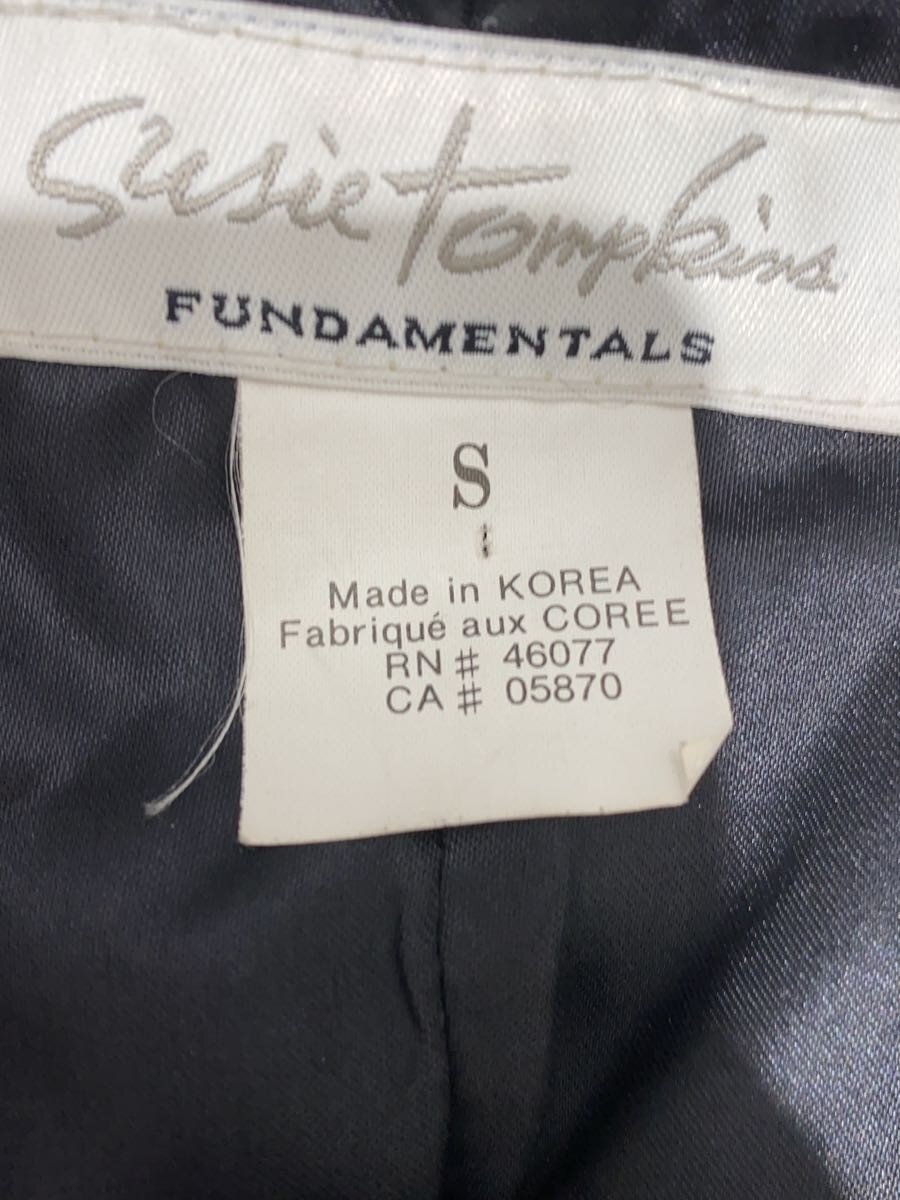 Susie Tompkins
FUNDAMENTALS
S
Made in KOREA
Fabriqué aux COREE
RN # 46077
CA # 05870